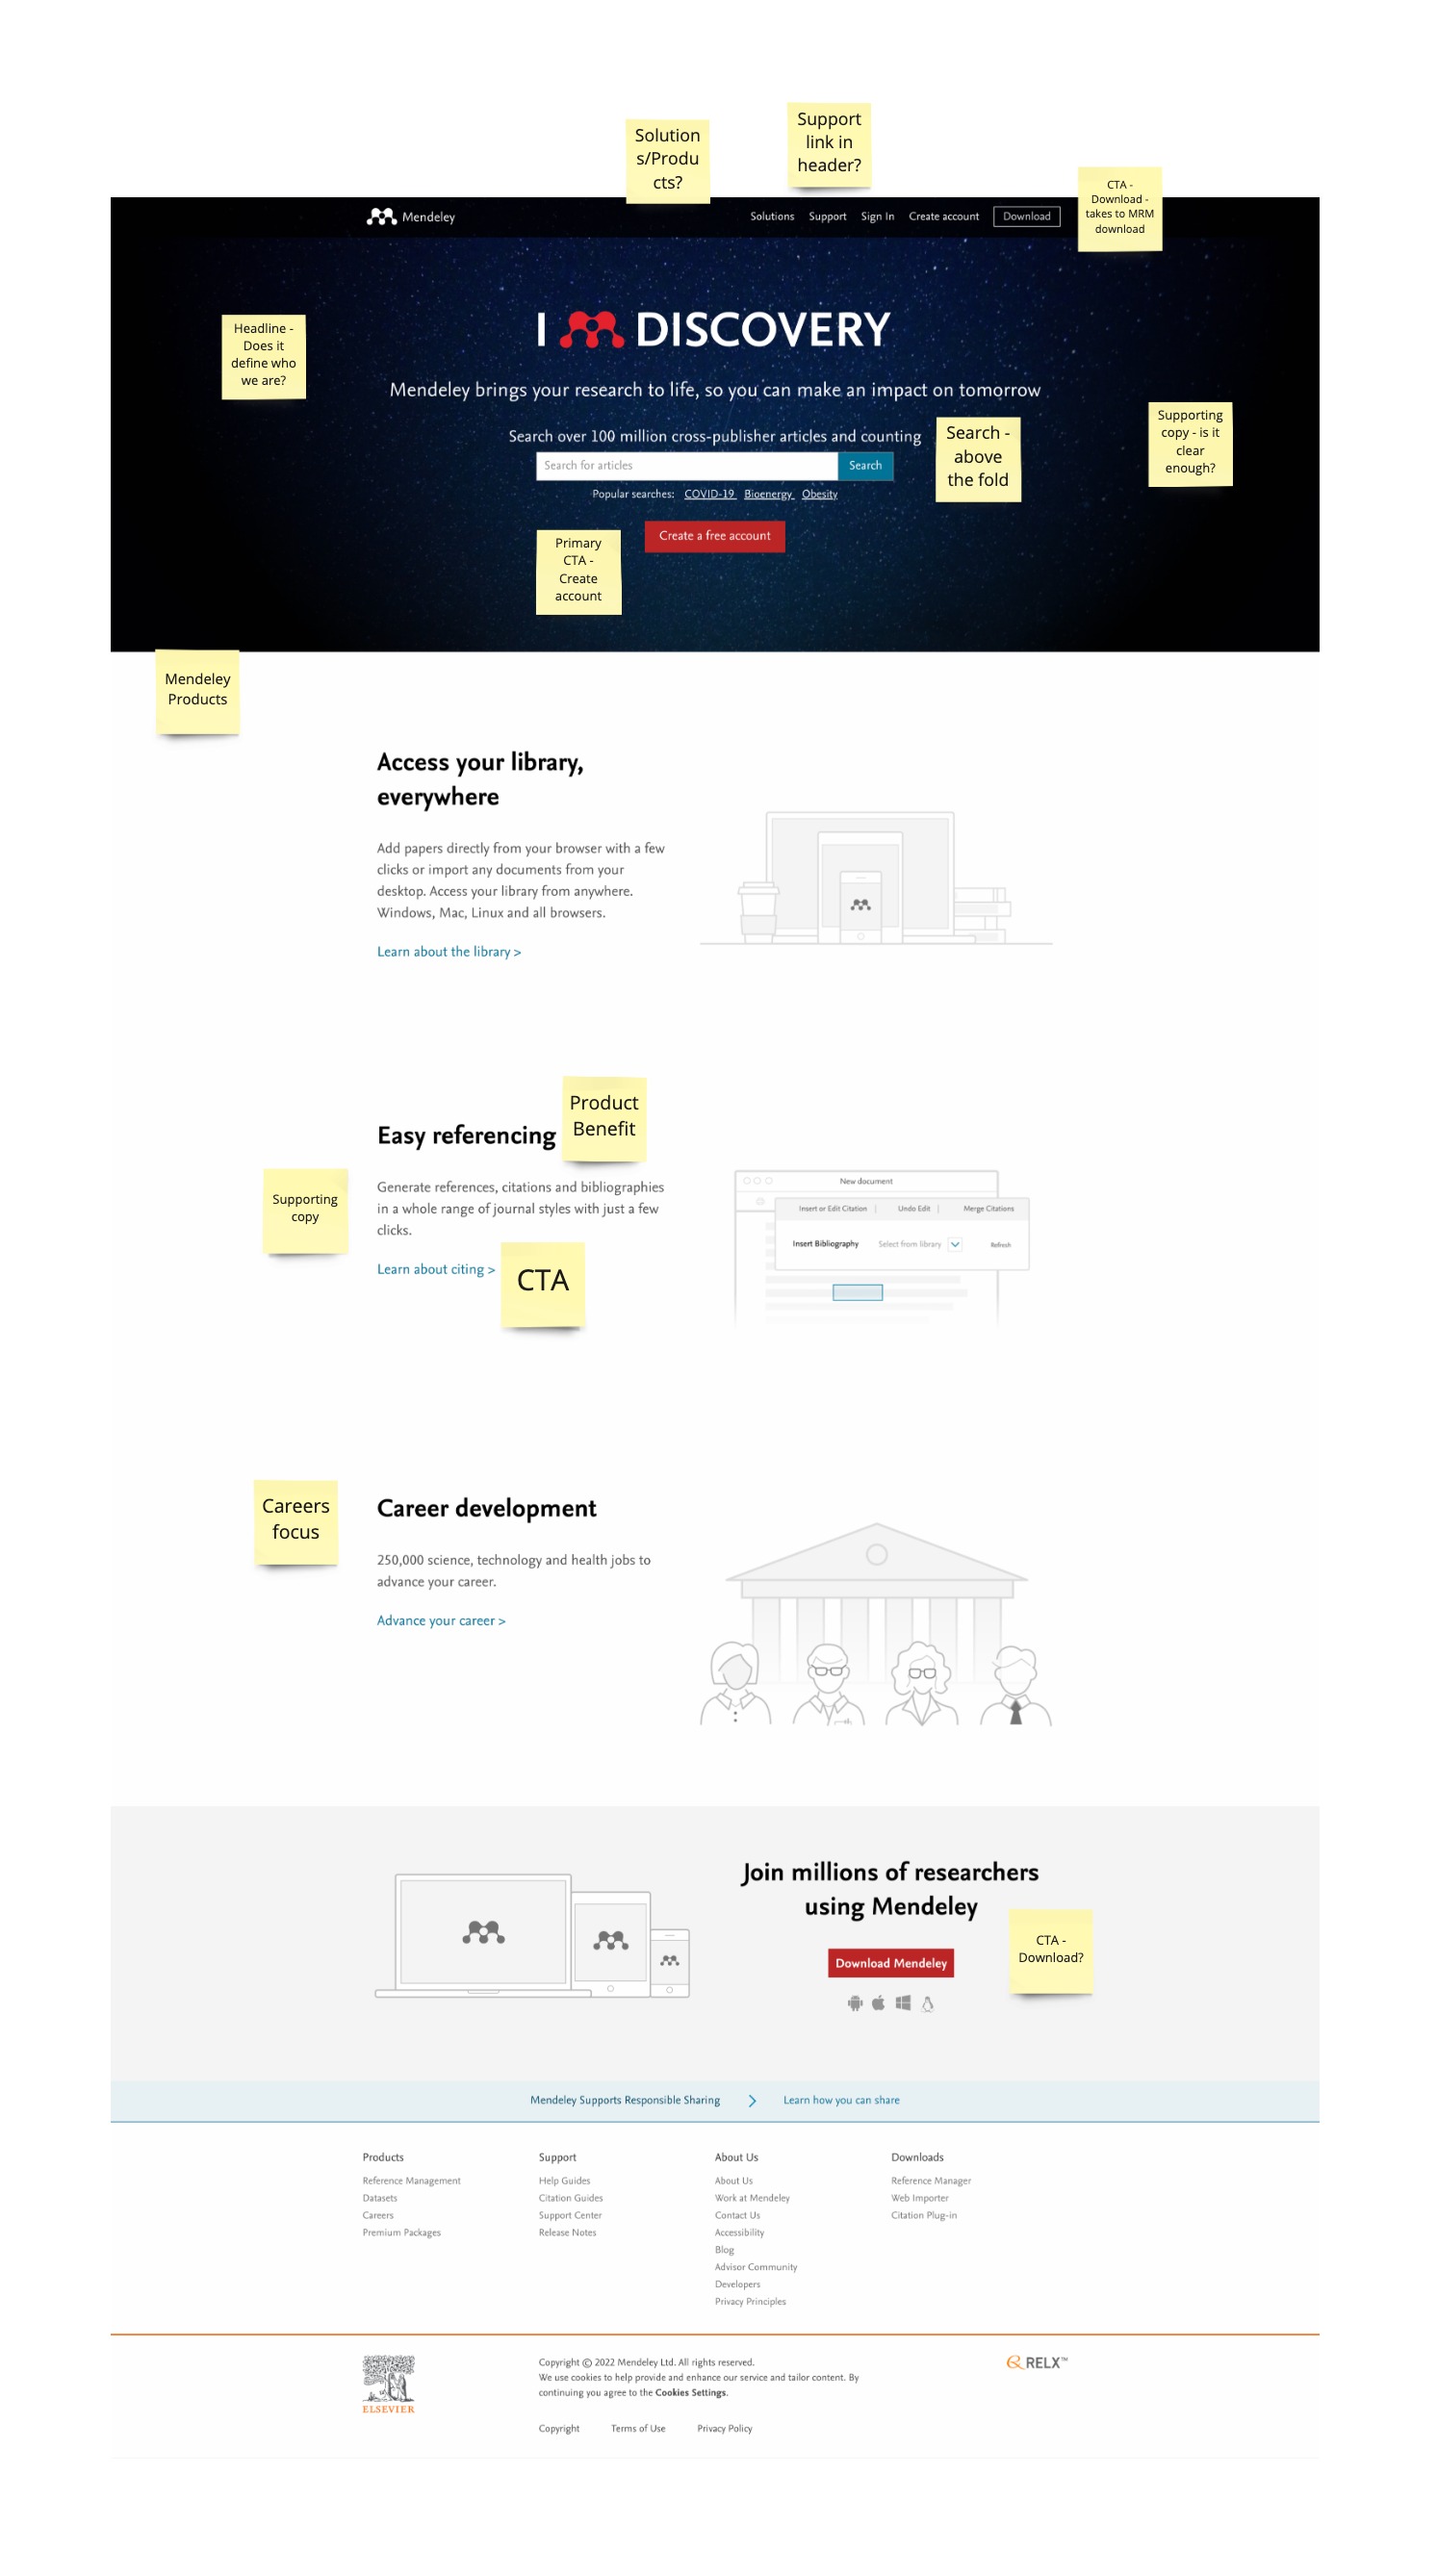 Solution
s/Produ
cts?
Support
link in
header?
CTA -
Download -
takes to MRM
download
Mendeley
Solutions
Support
Sign In
Create account
Download
I DISCOVERY
Headline -
Does it
define who
we are?
Mendeley brings your research to life, so you can make an impact on tomorrow
Supporting
copy - is it
clear
enough?
Search over 100 million cross-publisher articles and counting
Search -
above
the fold
Search for articles
Search
Popular searches: COVID-19 Bioenergy Obesity
Create a free account
Primary
CTA -
Create
account
Mendeley
Products
Access your library,
everywhere
Add papers directly from your browser with a few
clicks or import any documents from your
desktop. Access your library from anywhere.
Windows, Mac, Linux and all browsers.
Learn about the library >
Product
Benefit
Easy referencing
Supporting
copy
Generate references, citations and bibliographies
in a whole range of journal styles with just a few
clicks.
Learn about citing >
CTA
New document
Insert or Edit Citation | Undo Edit | Merge Citations
Insert Bibliography
Select from library
Refresh
Careers
focus
Career development
250,000 science, technology and health jobs to
advance your career.
Advance your career >
Join millions of researchers
using Mendeley
CTA -
Download?
Download Mendeley
Mendeley Supports Responsible Sharing
Learn how you can share
Products
Reference Management
Datasets
Careers
Premium Packages
Support
Help Guides
Citation Guides
Support Center
Release Notes
About Us
About Us
Work at Mendeley
Contact Us
Accessibility
Blog
Advisor Community
Developers
Privacy Principles
Downloads
Reference Manager
Web Importer
Citation Plug-in
ELSEVIER
Copyright © 2022 Mendeley Ltd. All rights reserved.
We use cookies to help provide and enhance our service and tailor content. By
continuing you agree to the Cookies Settings.
Copyright
Terms of Use
Privacy Policy
RELX™